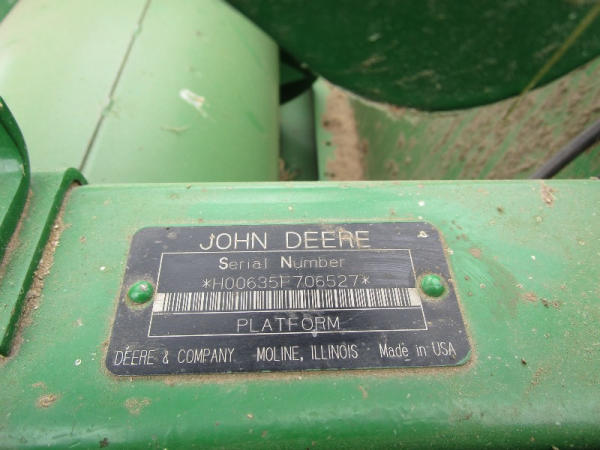 JOHN DEERE
Serial Number
*H00635F706527*
PLATFORM
DEERE & COMPANY MOLINE, ILLINOIS Made in USA